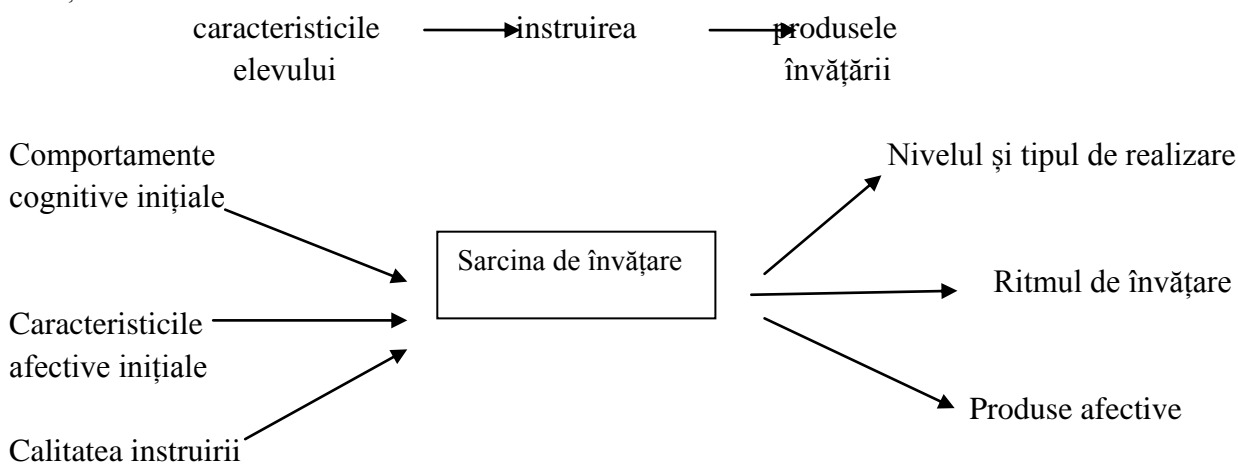 caracteristicile instruirea produsele
elevului învățării
Comportamente Nivelul și tipul de realizare
cognitive inițiale
Sarcina de învățare
Ritmul de învățare
Caracteristicile
afective inițiale
Produse afective
Calitatea instruirii